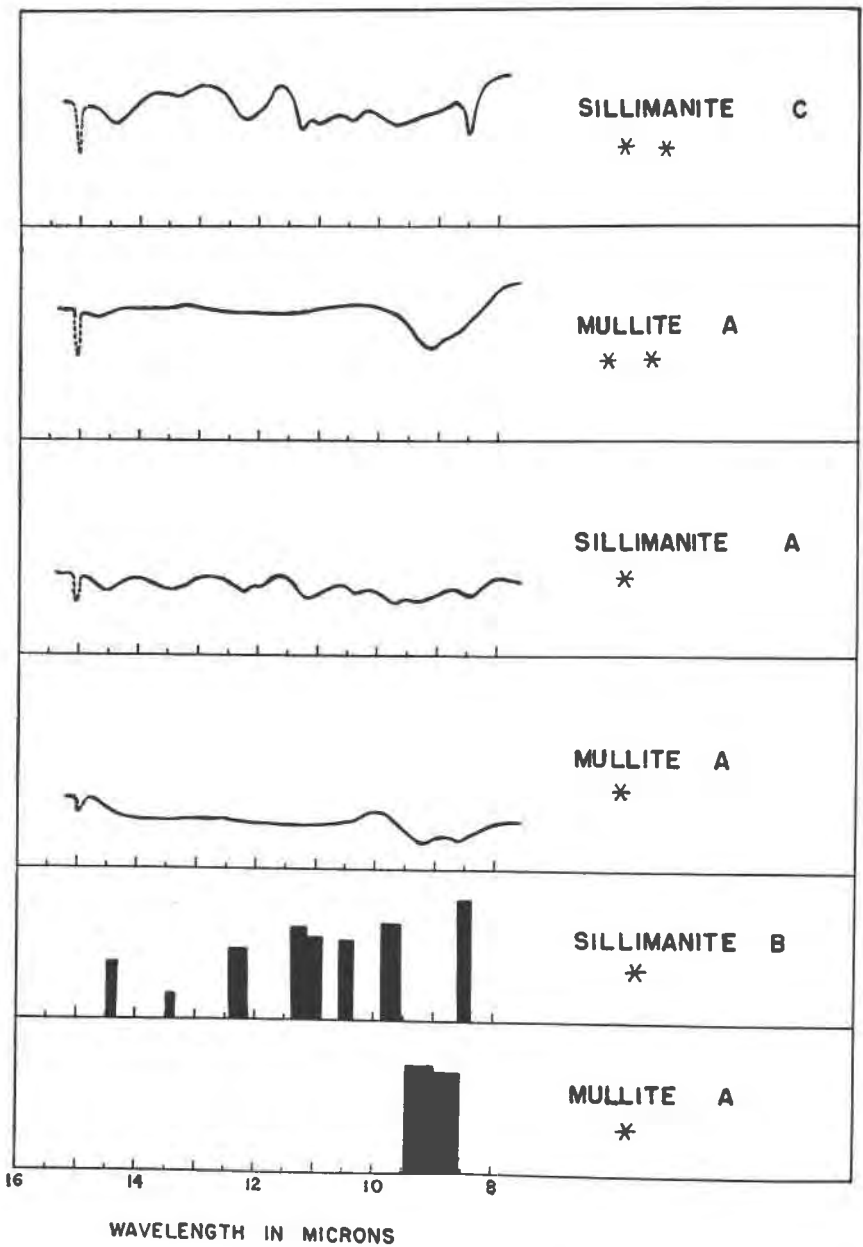 SILLIMANITE C
* *
MULLITE A
* *
SILLIMANITE A
*
MULLITE A
*
SILLIMANITE B
*
MULLITE A
*
16 14 12 10 8
WAVELENGTH IN MICRONS